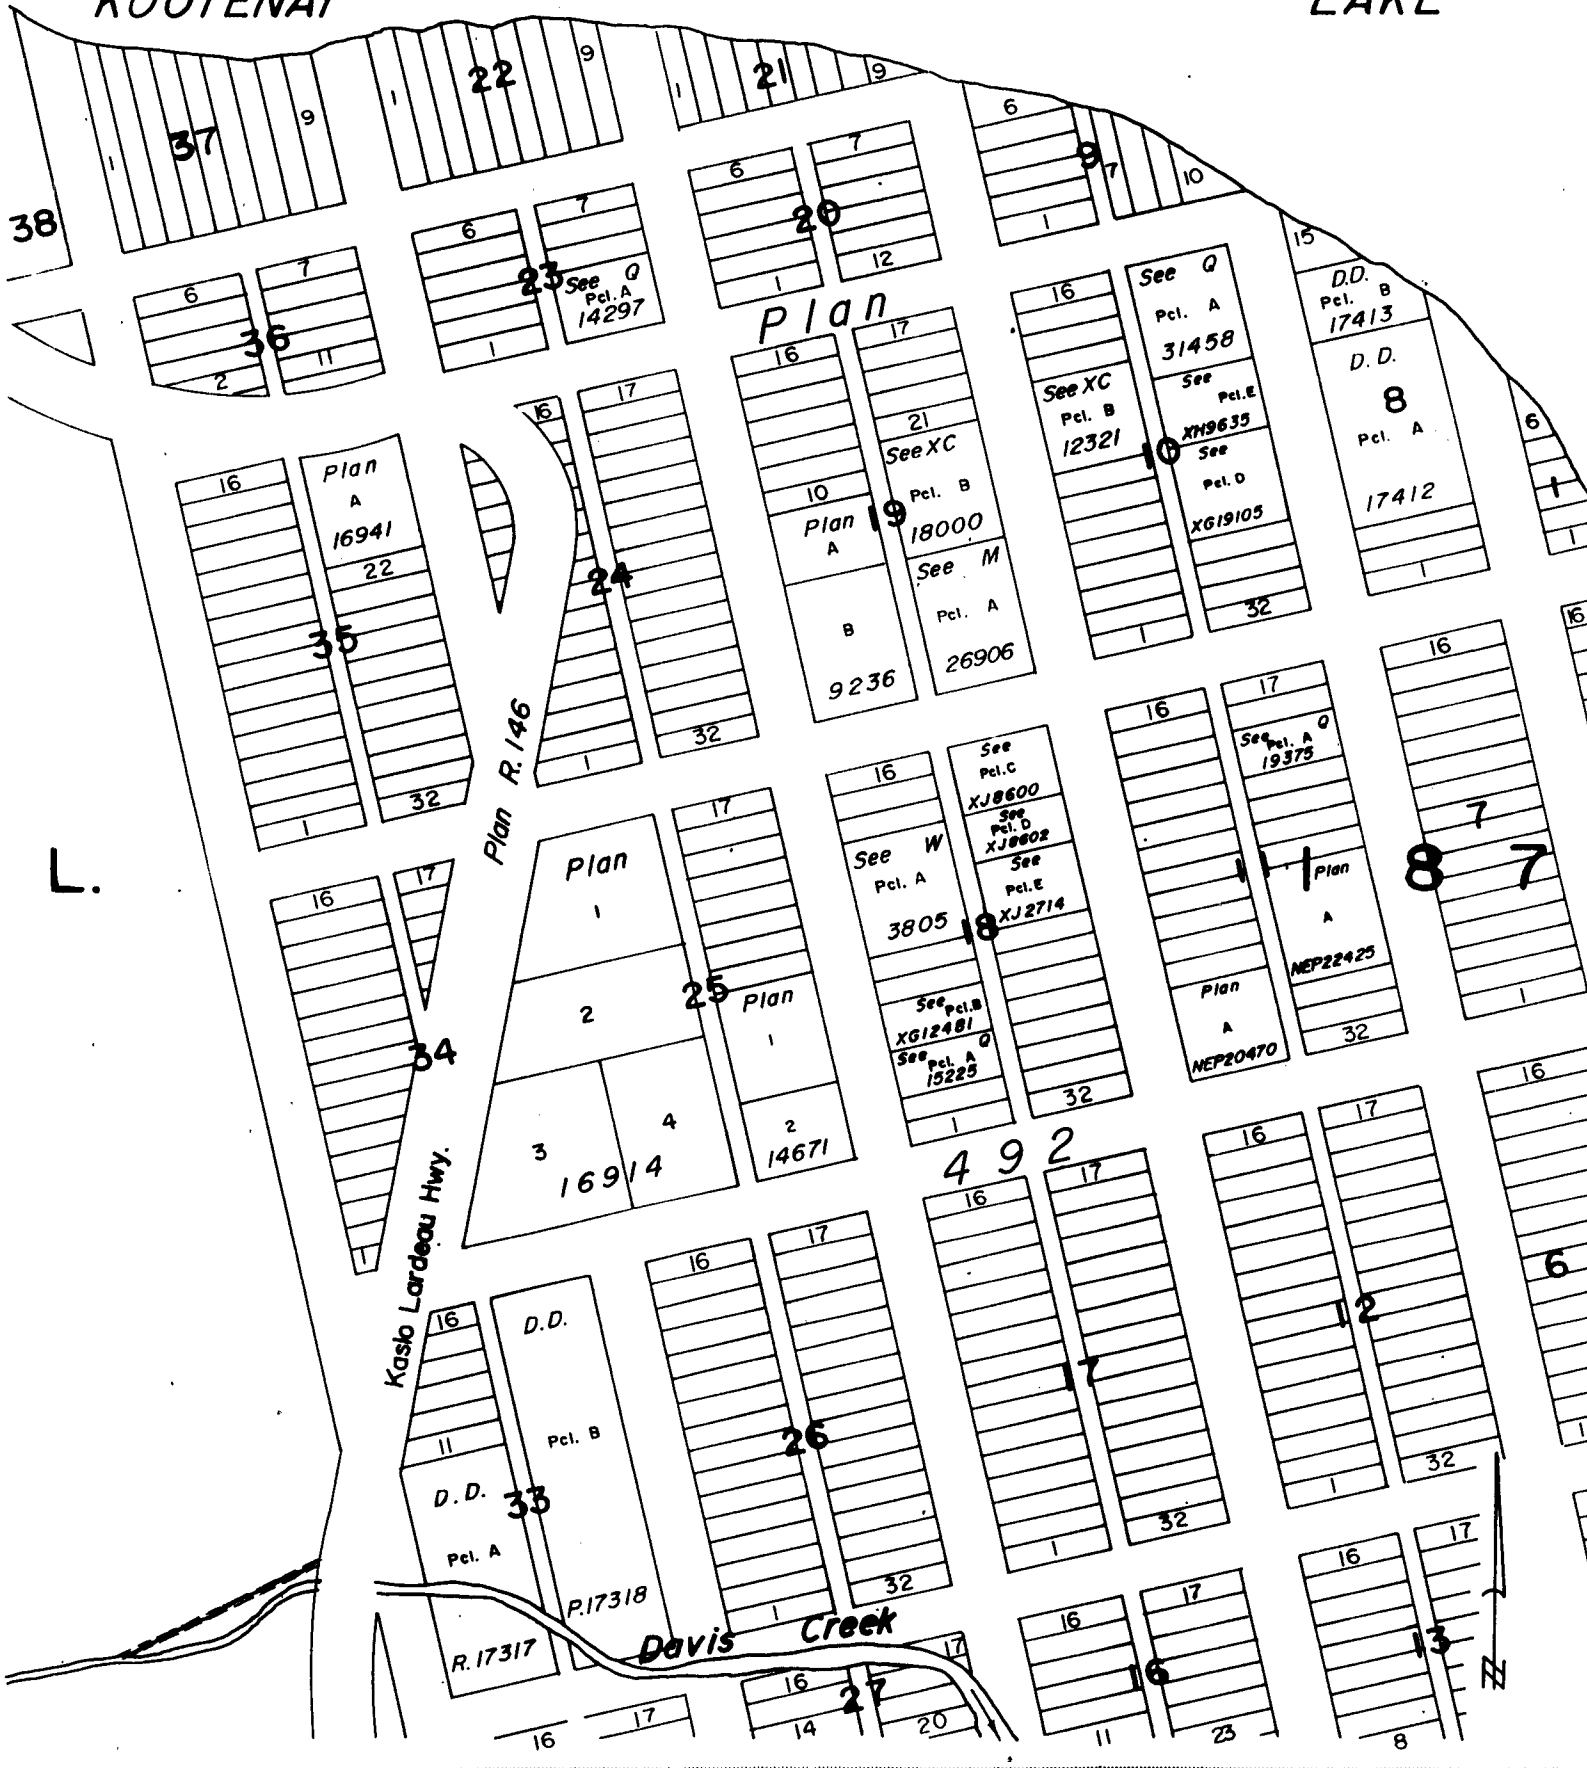 KOOTENAI LAKE
37
1
9
22
1
9
21
1
9
6
9
7
10
1
38
6
7
36
2
11
6
7
23
See Q
Pcl. A
14297
1
6
7
20
1
12
Plan
16
See Q
Pcl. A
31458
See XC
Pcl. B
12321
See
Pcl. E
XH9635
10
See
Pcl. D
XG19105
1
32
15
D.D.
Pcl. B
17413
D.D.
8
Pcl. A
17412
1
6
1
1
16
Plan
A
16941
22
35
1
32
16
17
24
1
32
16
17
21
See XC
Pcl. B
18000
10
Plan
A
19
See M
Pcl. A
26906
B
9236
Plan R. 146
16
17
See Q
Pcl. A
19375
11
Plan
A
NEP22425
Plan
A
NEP20470
32
16
7
1
16
L. 8 7
16
17
34
1
Plan
1
2
3
4
16914
17
25
Plan
1
2
14671
16
See
Pcl. C
XJ8600
See
Pcl. D
XJ8602
See W
Pcl. A
3805
See
Pcl. E
XJ2714
18
See Pcl. B
XG12481
See Q
Pcl. A
15225
1
32
492
Kaslo Lardeau Hwy.
16
11
D.D.
Pcl. A
R.17317
33
D.D.
Pcl. B
P.17318
16
17
26
1
32
16
17
17
1
32
16
17
12
1
32
16
6
1
Davis Creek
16
17
16
17
27
14
20
16
17
16
11
23
16
17
13
8